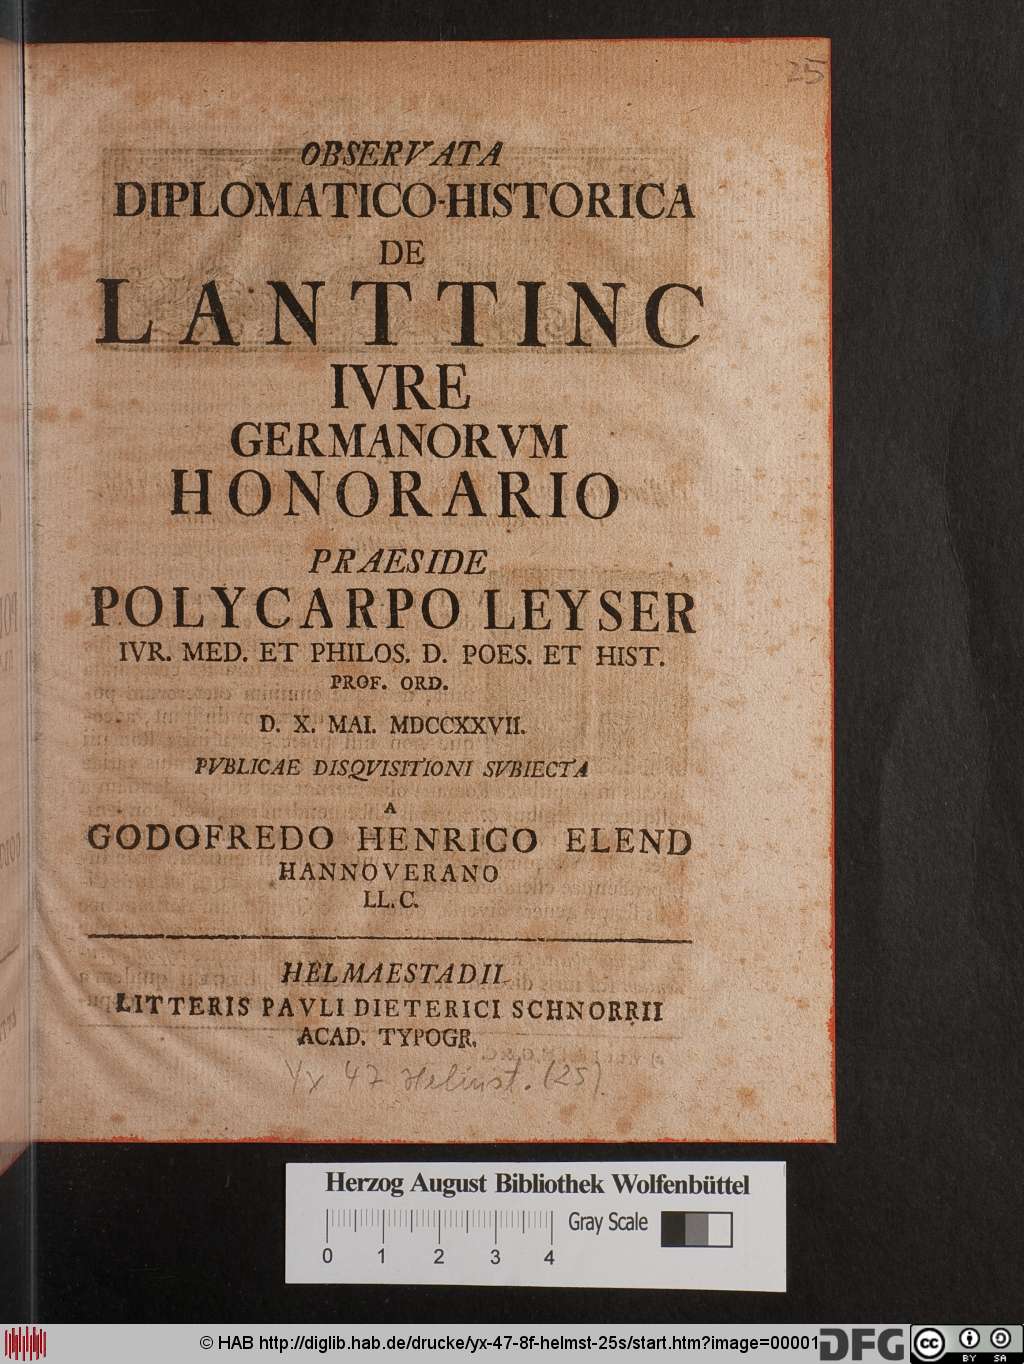 25
OBSERVATA
DIPLOMATICO-HISTORICA
DE
LANTTINC
IVRE
GERMANORVM
HONORARIO
PRAESIDE
POLYCARPO LEYSER
IVR. MED. ET PHILOS. D. POES. ET HIST.
PROF. ORD.
D. X. MAI. MDCCXXVII.
PVBLICAE DISQVISITIONI SVBIECTA
A
GODOFREDO HENRICO ELEND
HANNOVERANO
LL. C.
HELMAESTADII
LITTERIS PAVLI DIETERICI SCHNORRII
ACAD. TYPOGR.
Yx 47 Helmst. (25)
Herzog August Bibliothek Wolfenbüttel
Gray Scale
0 1 2 3 4
© HAB http://diglib.hab.de/drucke/yx-47-8f-helmst-25s/start.htm?image=00001
DFG
cc BY SA